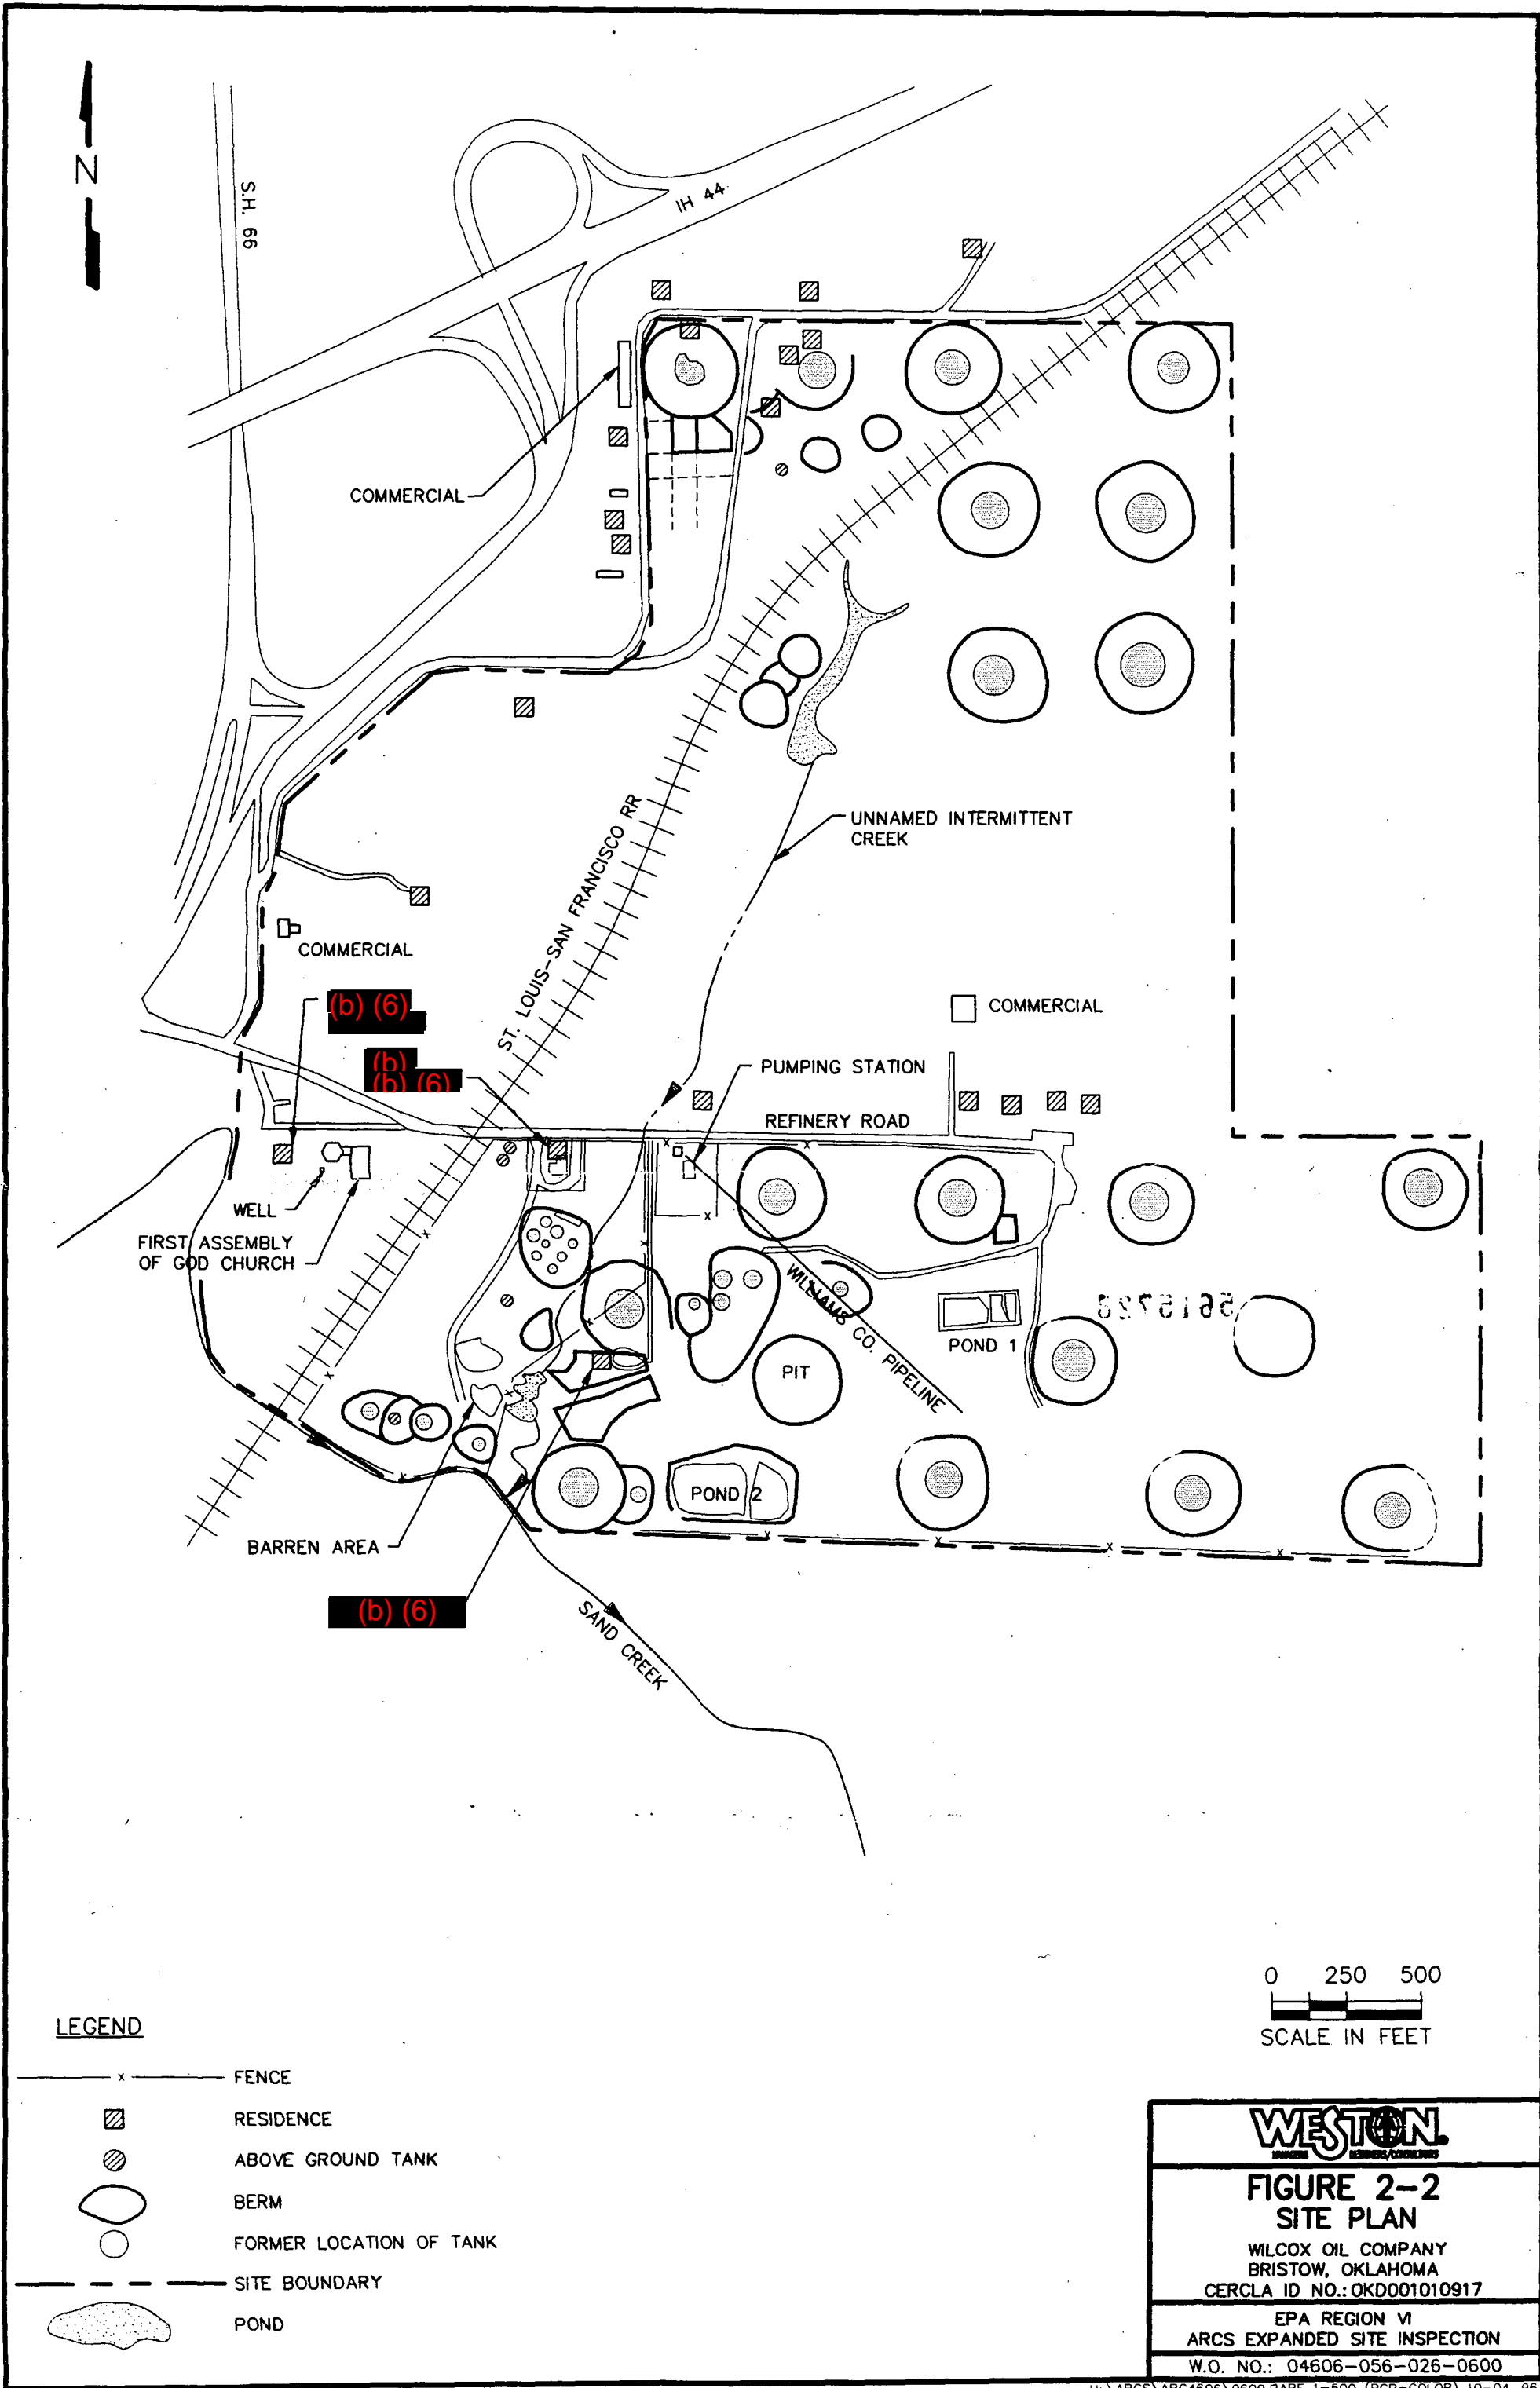 N
S.H. 66
IH 44
COMMERCIAL
UNNAMED INTERMITTENT
CREEK
ST. LOUIS-SAN FRANCISCO RR
COMMERCIAL
(b) (6)
(b)
(b) (6)
COMMERCIAL
PUMPING STATION
REFINERY ROAD
WELL
FIRST ASSEMBLY
OF GOD CHURCH
WILLIAMS CO. PIPELINE
POND 1
PIT
POND 2
BARREN AREA
(b) (6)
SAND CREEK
0 250 500
SCALE IN FEET
LEGEND
x FENCE
RESIDENCE
ABOVE GROUND TANK
BERM
FORMER LOCATION OF TANK
SITE BOUNDARY
POND
WESTON.
MANAGERS DESIGNERS/CONSULTANTS
FIGURE 2-2
SITE PLAN
WILCOX OIL COMPANY
BRISTOW, OKLAHOMA
CERCLA ID NO.: OKD001010917
EPA REGION VI
ARCS EXPANDED SITE INSPECTION
W.O. NO.: 04606-056-026-0600